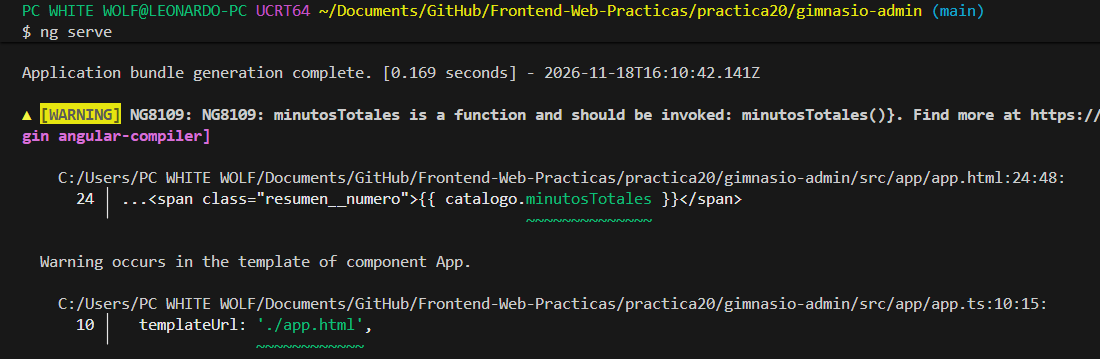 PC WHITE WOLF@LEONARDO-PC UCRT64 ~/Documents/GitHub/Frontend-Web-Practicas/practica20/gimnasio-admin (main)
$ ng serve
Application bundle generation complete. [0.169 seconds] - 2026-11-18T16:10:42.141Z
▲ [WARNING] NG8109: NG8109: minutosTotales is a function and should be invoked: minutosTotales()}. Find more at https://
gin angular-compiler]
C:/Users/PC WHITE WOLF/Documents/GitHub/Frontend-Web-Practicas/practica20/gimnasio-admin/src/app/app.html:24:48:
24 │ ...<span class="resumen__numero">{{ catalogo.minutosTotales }}</span>
~~~~~~~~~~~~~~
Warning occurs in the template of component App.
C:/Users/PC WHITE WOLF/Documents/GitHub/Frontend-Web-Practicas/practica20/gimnasio-admin/src/app/app.ts:10:15:
10 │ templateUrl: './app.html',
~~~~~~~~~~~~